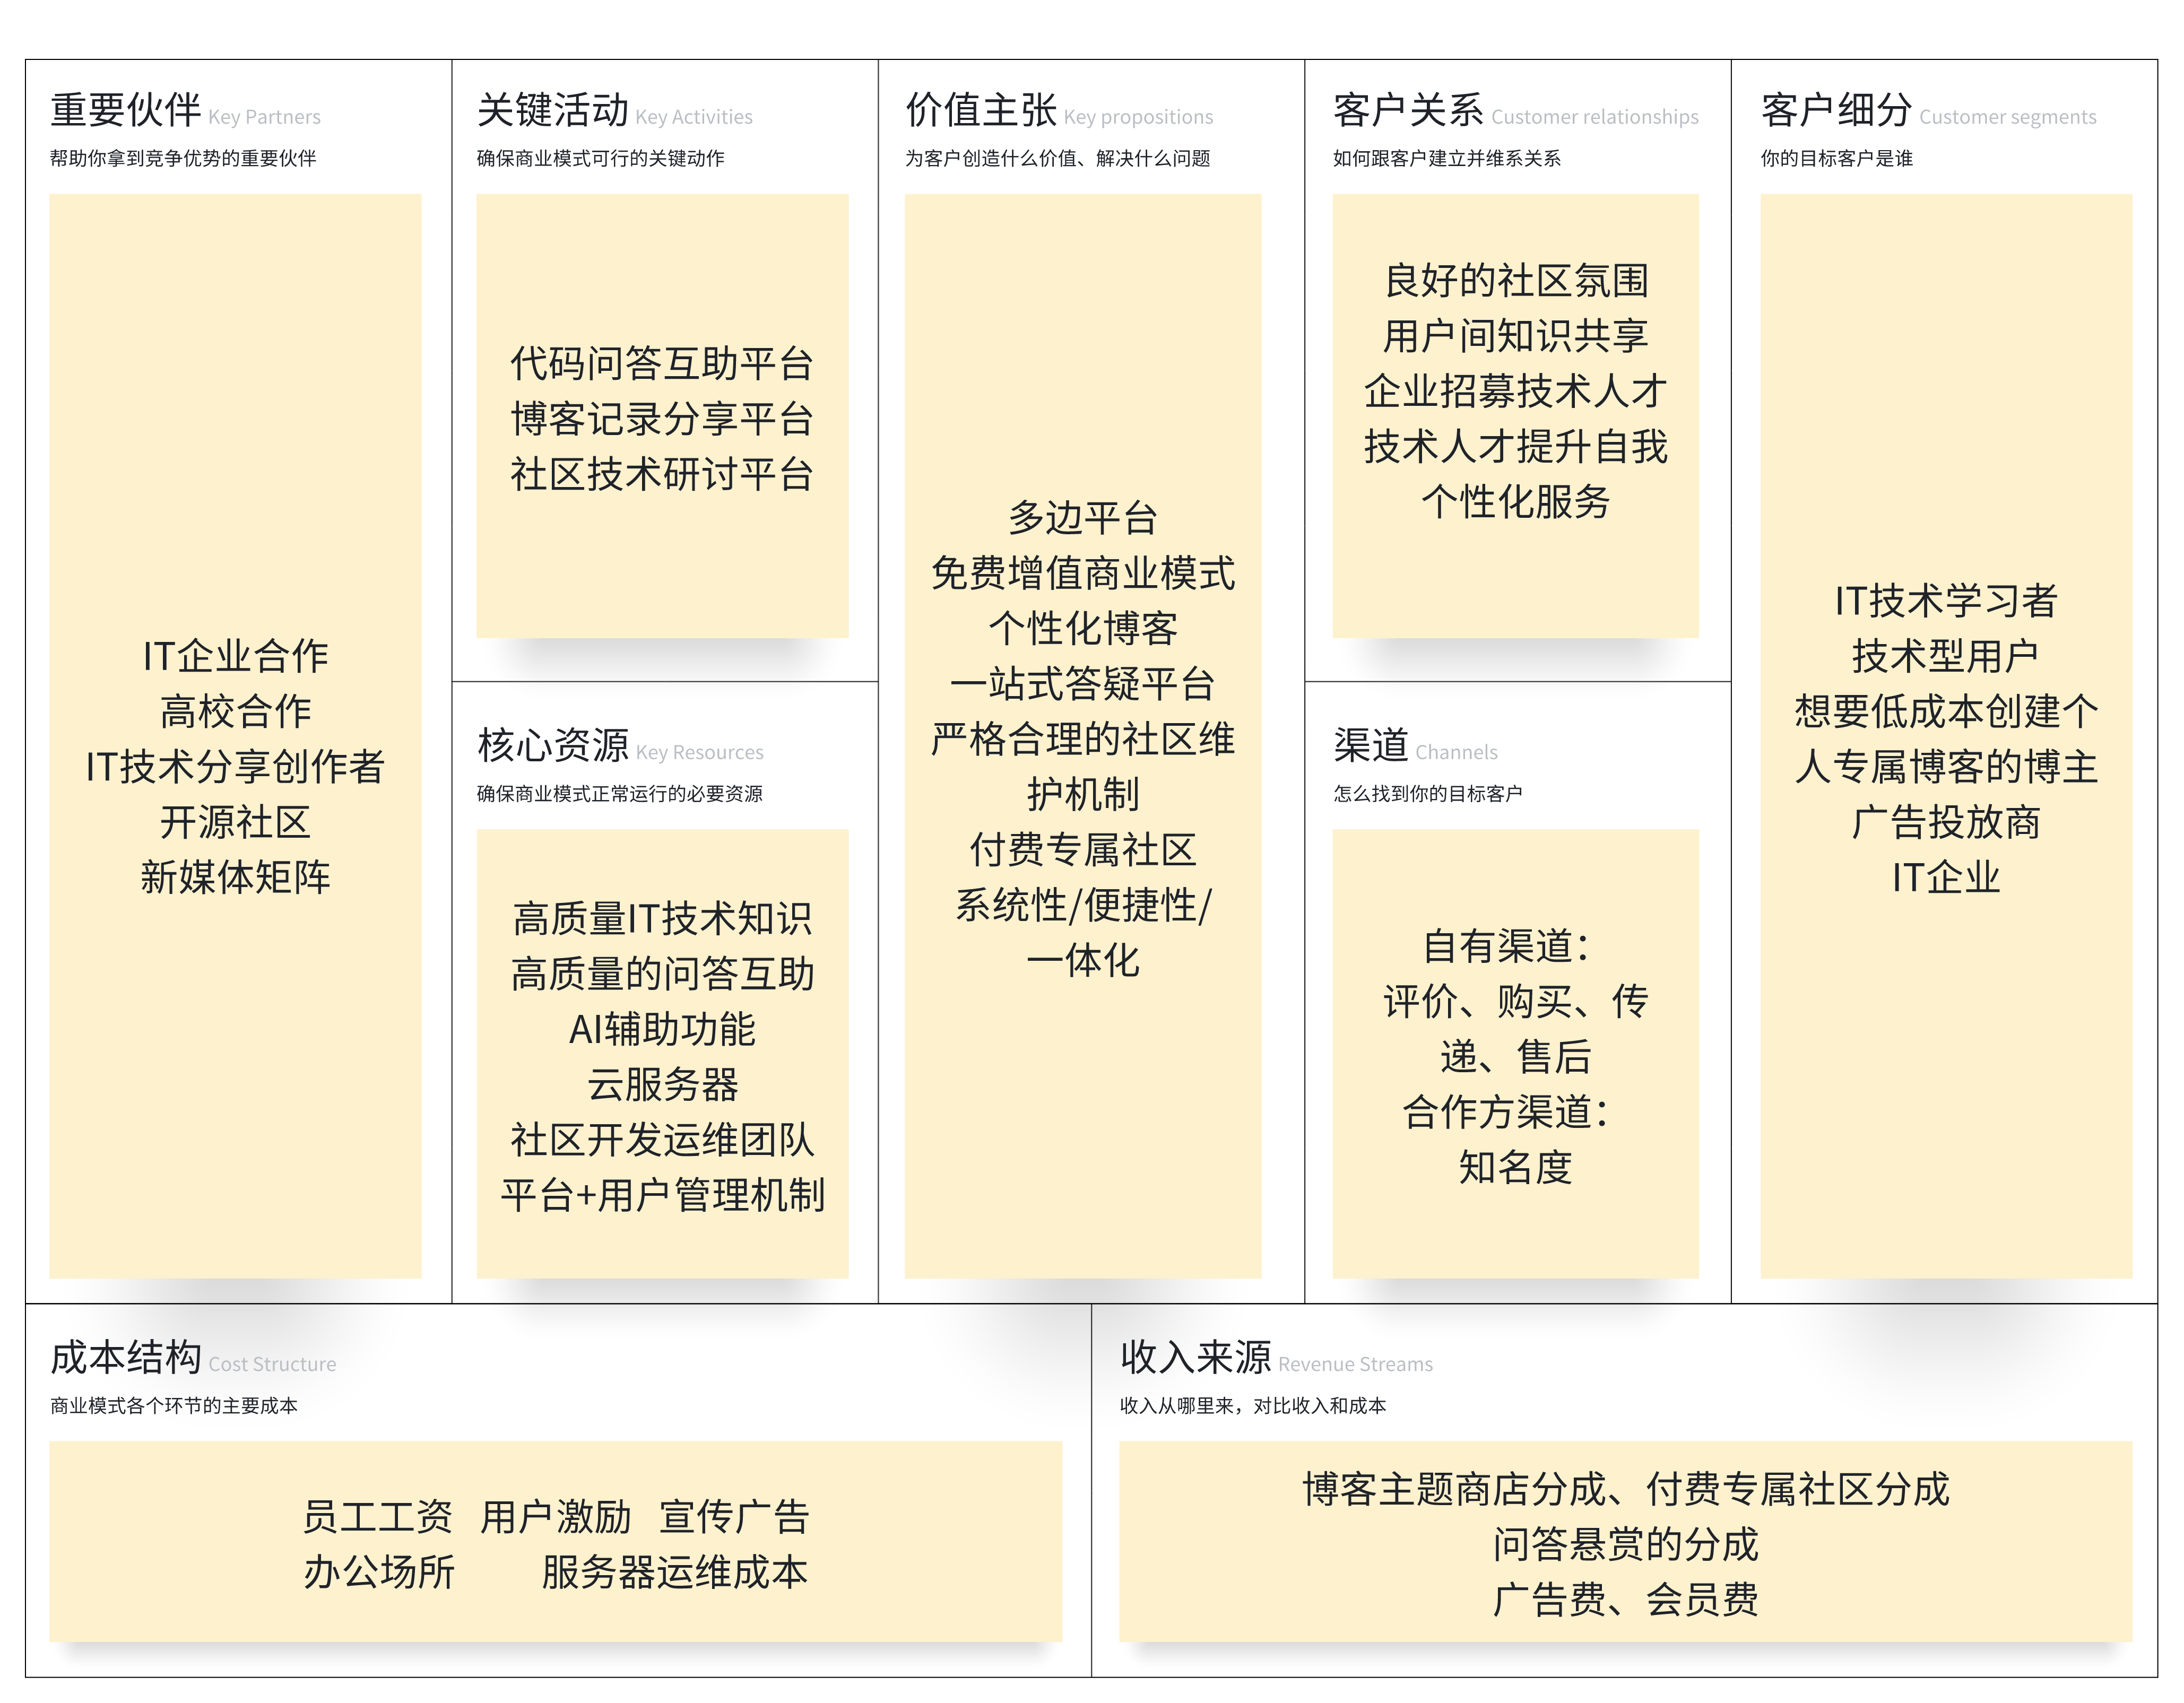 重要伙伴 Key Partners
帮助你拿到竞争优势的重要伙伴
IT企业合作
高校合作
IT技术分享创作者
开源社区
新媒体矩阵
关键活动 Key Activities
确保商业模式可行的关键动作
代码问答互助平台
博客记录分享平台
社区技术研讨平台
核心资源 Key Resources
确保商业模式正常运行的必要资源
高质量IT技术知识
高质量的问答互助
AI辅助功能
云服务器
社区开发运维团队
平台+用户管理机制
价值主张 Key propositions
为客户创造什么价值、解决什么问题
多边平台
免费增值商业模式
个性化博客
一站式答疑平台
严格合理的社区维
护机制
付费专属社区
系统性/便捷性/
一体化
客户关系 Customer relationships
如何跟客户建立并维系关系
良好的社区氛围
用户间知识共享
企业招募技术人才
技术人才提升自我
个性化服务
渠道 Channels
怎么找到你的目标客户
自有渠道：
评价、购买、传
递、售后
合作方渠道：
知名度
客户细分 Customer segments
你的目标客户是谁
IT技术学习者
技术型用户
想要低成本创建个
人专属博客的博主
广告投放商
IT企业
成本结构 Cost Structure
商业模式各个环节的主要成本
员工工资 用户激励 宣传广告
办公场所 服务器运维成本
收入来源 Revenue Streams
收入从哪里来，对比收入和成本
博客主题商店分成、付费专属社区分成
问答悬赏的分成
广告费、会员费